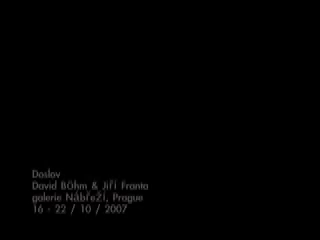 Doslov
David Böhm & Jiří Franta
galerie NábřeŽí, Prague
16 - 22 / 10 / 2007